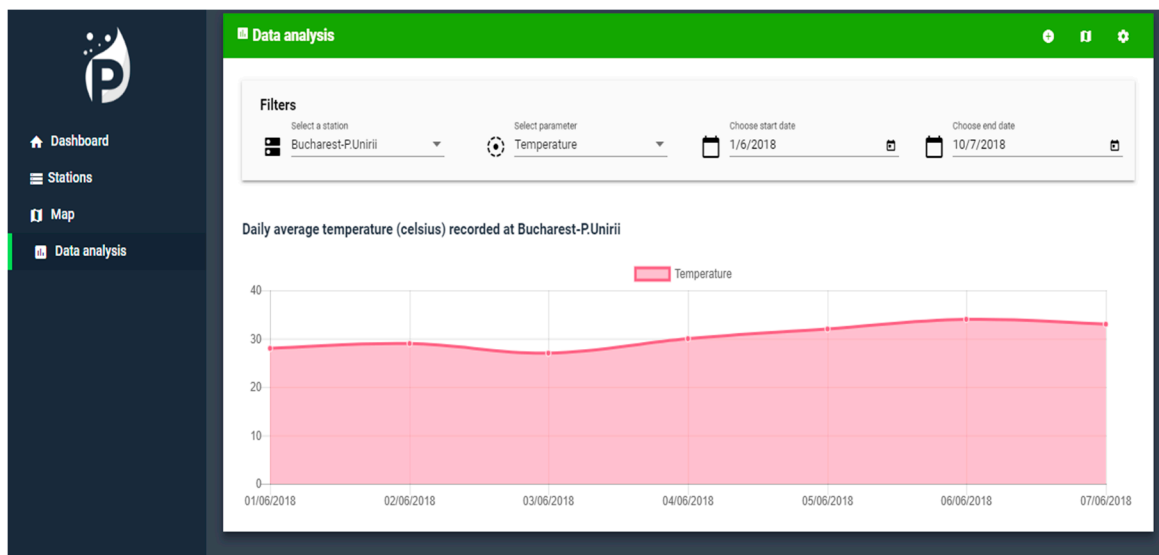 P
Dashboard
Stations
Map
Data analysis
Data analysis
Filters
Select a station
Bucharest-P.Unirii
Select parameter
Temperature
Choose start date
1/6/2018
Choose end date
10/7/2018
Daily average temperature (celsius) recorded at Bucharest-P.Unirii
Temperature
40
30
20
10
0
01/06/2018 02/06/2018 03/06/2018 04/06/2018 05/06/2018 06/06/2018 07/06/2018